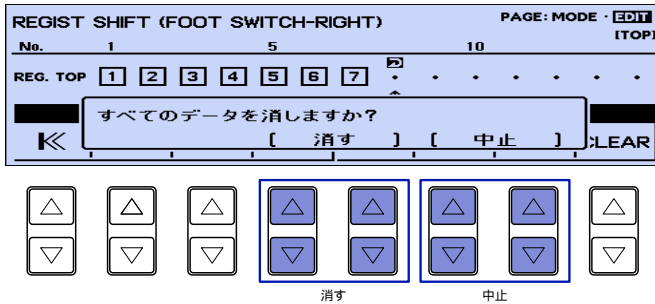 REGIST SHIFT (FOOT SWITCH-RIGHT) PAGE: MODE · EDIT
[TOP]
No. 1 5 10
REG. TOP 1 2 3 4 5 6 7
すべてのデータを消しますか?
[ 消す ] [ 中止 ]
CLEAR
消す 中止